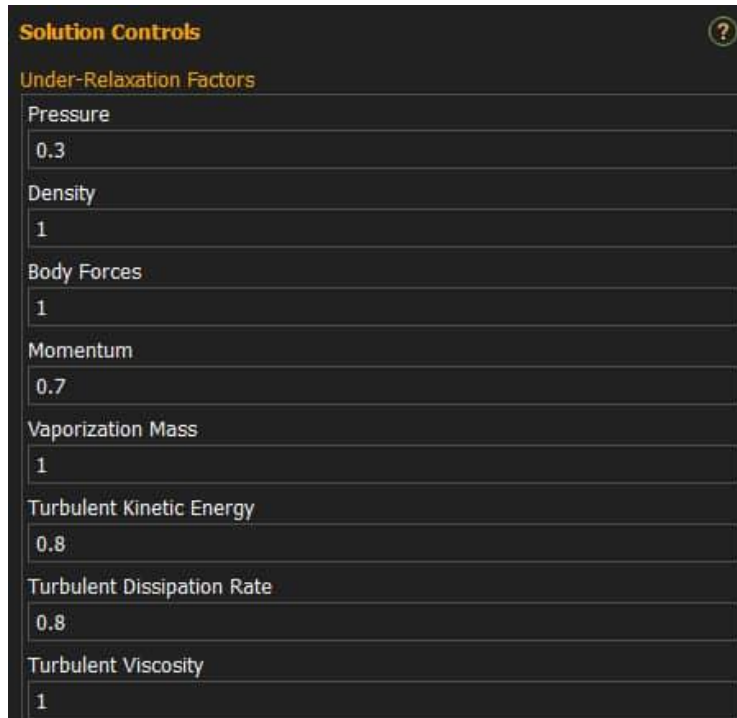 Solution Controls
?
Under-Relaxation Factors
Pressure
0.3
Density
1
Body Forces
1
Momentum
0.7
Vaporization Mass
1
Turbulent Kinetic Energy
0.8
Turbulent Dissipation Rate
0.8
Turbulent Viscosity
1